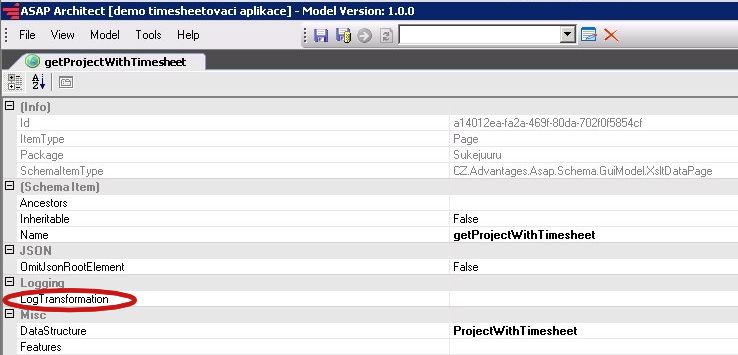 ASAP Architect [demo timesheetovaci aplikace] - Model Version: 1.0.0
File View Model Tools Help
getProjectWithTimesheet
(Info)
Id a14012ea-fa2a-469f-80da-702f0f5854cf
ItemType Page
Package Sukejuuru
SchemaItemType CZ.Advantages.Asap.Schema.GuiModel.XsltDataPage
(Schema Item)
Ancestors
Inheritable False
Name getProjectWithTimesheet
JSON
OmitJsonRootElement False
Logging
LogTransformation
Misc
DataStructure ProjectWithTimesheet
Features